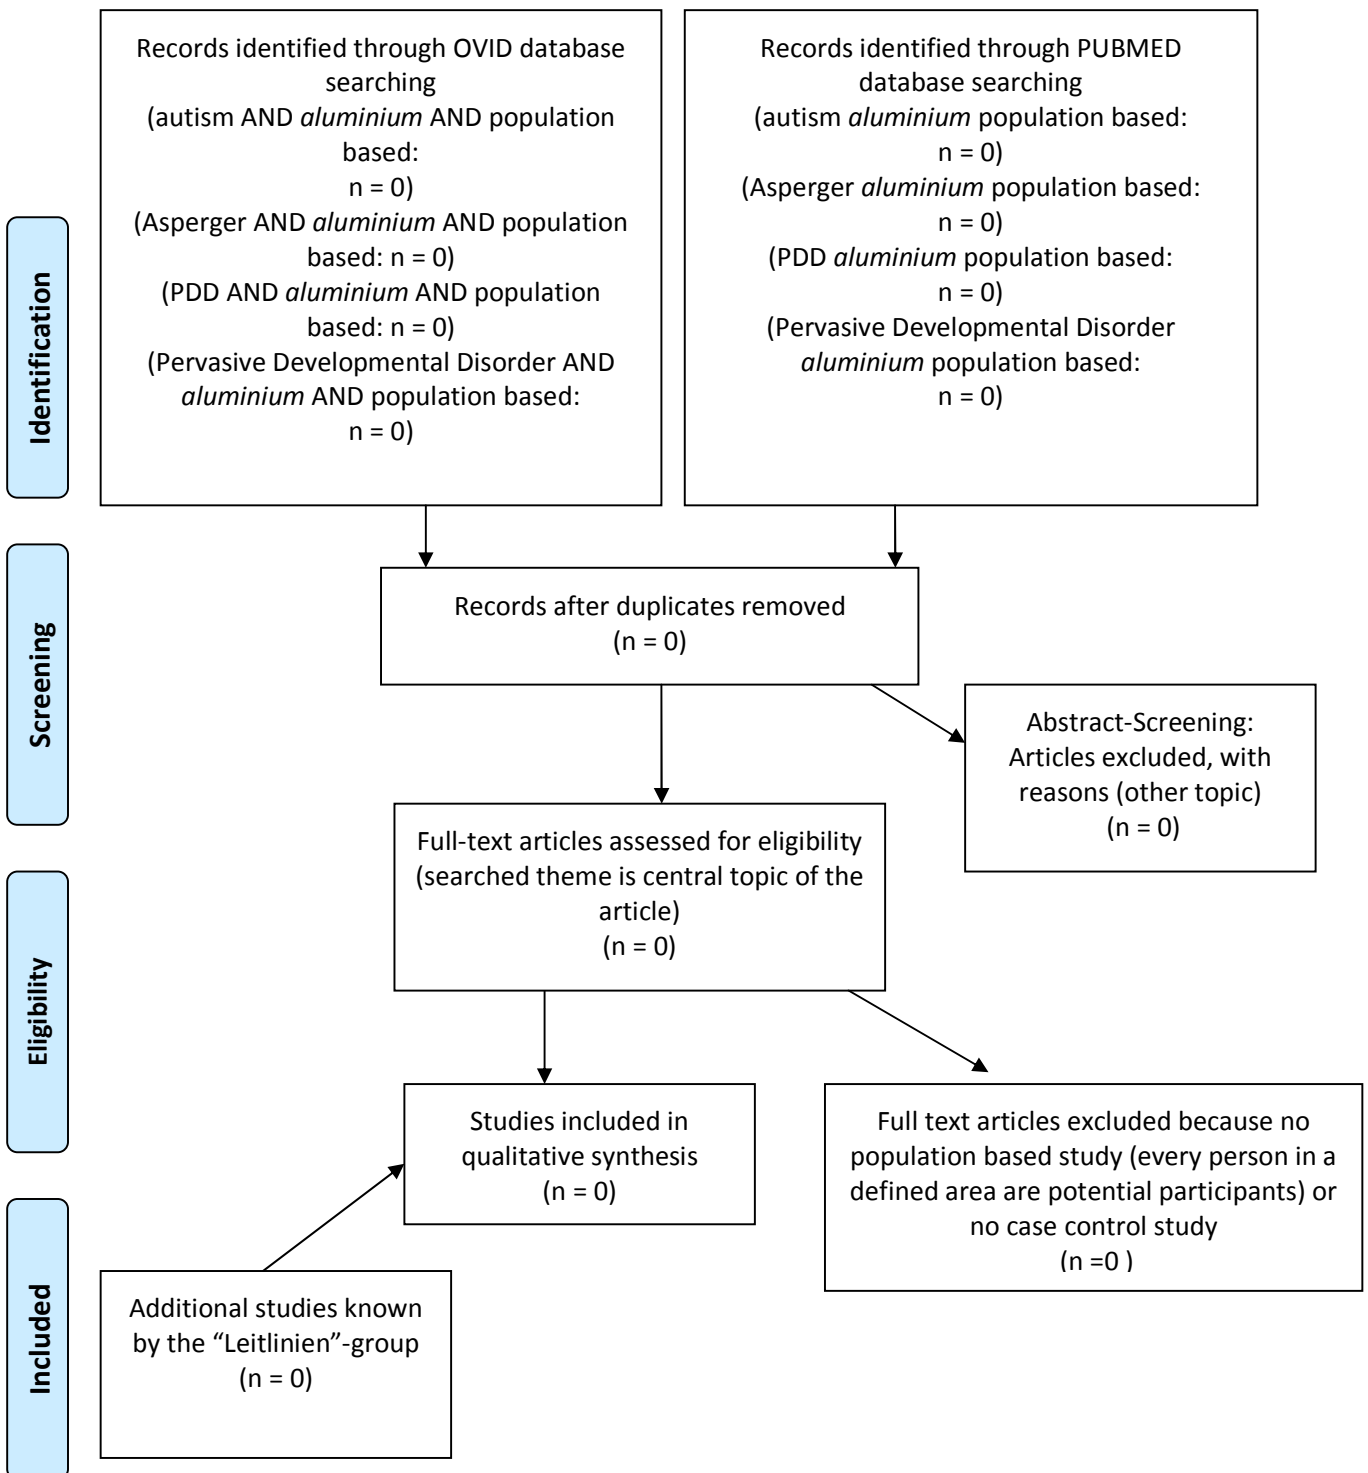 Records identified through OVID database
searching
(autism AND aluminium AND population
based:
n = 0)
(Asperger AND aluminium AND population
based: n = 0)
(PDD AND aluminium AND population
based: n = 0)
(Pervasive Developmental Disorder AND
aluminium AND population based:
n = 0)
Records identified through PUBMED
database searching
(autism aluminium population based:
n = 0)
(Asperger aluminium population based:
n = 0)
(PDD aluminium population based:
n = 0)
(Pervasive Developmental Disorder
aluminium population based:
n = 0)
Identification
Records after duplicates removed
(n = 0)
Screening
Abstract-Screening:
Articles excluded, with
reasons (other topic)
(n = 0)
Full-text articles assessed for eligibility
(searched theme is central topic of the
article)
(n = 0)
Eligibility
Studies included in
qualitative synthesis
(n = 0)
Full text articles excluded because no
population based study (every person in a
defined area are potential participants) or
no case control study
(n =0 )
Included
Additional studies known
by the “Leitlinien”-group
(n = 0)